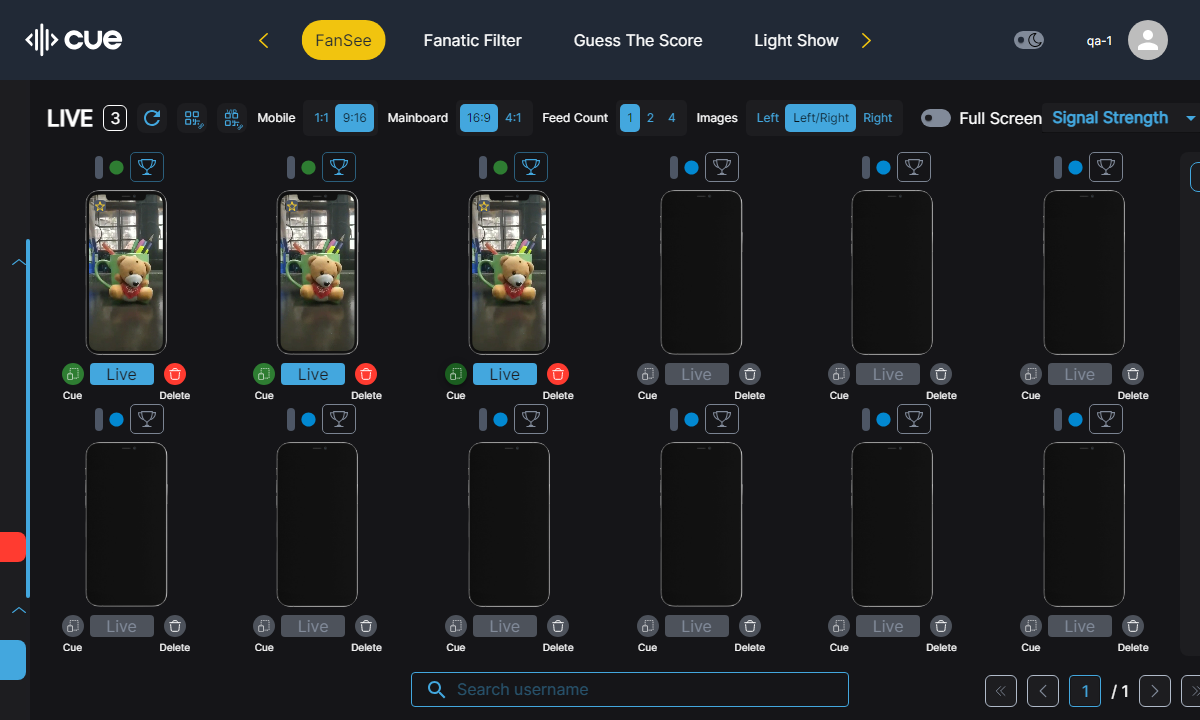 cue
FanSee
Fanatic Filter
Guess The Score
Light Show
qa-1
LIVE 3
Mobile 1:1 9:16
Mainboard 16:9 4:1
Feed Count 1 2 4
Images Left Left/Right Right
Full Screen
Signal Strength
Live Live Live Live Live Live
Cue Delete Cue Delete Cue Delete Cue Delete Cue Delete Cue Delete
Live Live Live Live Live Live
Cue Delete Cue Delete Cue Delete Cue Delete Cue Delete Cue Delete
Search username
1 / 1